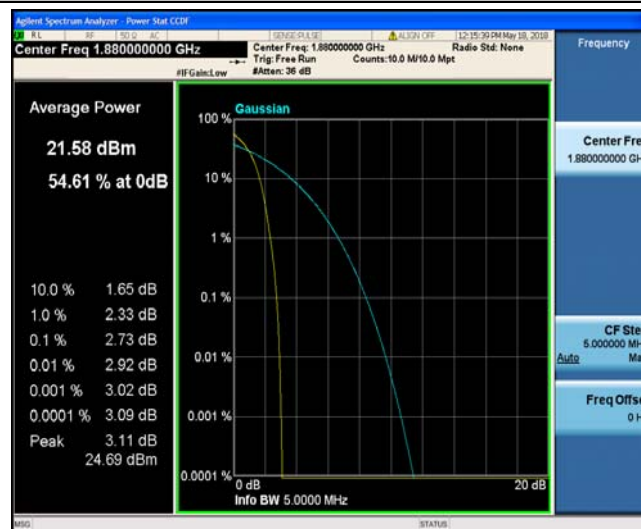 Agilent Spectrum Analyzer - Power Stat CCDF
RL RF 50 Ω AC SENSE:PULSE ALIGN OFF 12:15:39 PM May 18, 2018
Center Freq 1.880000000 GHz
Center Freq: 1.880000000 GHz Radio Std: None
Trig: Free Run Counts:10.0 M/10.0 Mpt
#IFGain:Low #Atten: 36 dB
Frequency
Average Power
21.58 dBm
54.61 % at 0dB
10.0 % 1.65 dB
1.0 % 2.33 dB
0.1 % 2.73 dB
0.01 % 2.92 dB
0.001 % 3.02 dB
0.0001 % 3.09 dB
Peak 3.11 dB
24.69 dBm
Gaussian
100 %
10 %
1 %
0.1 %
0.01 %
0.001 %
0.0001 %
0 dB 20 dB
Info BW 5.0000 MHz
Center Fre
1.880000000 GH
CF Ste
5.000000 MH
Auto Ma
Freq Offse
0 H
MSG STATUS